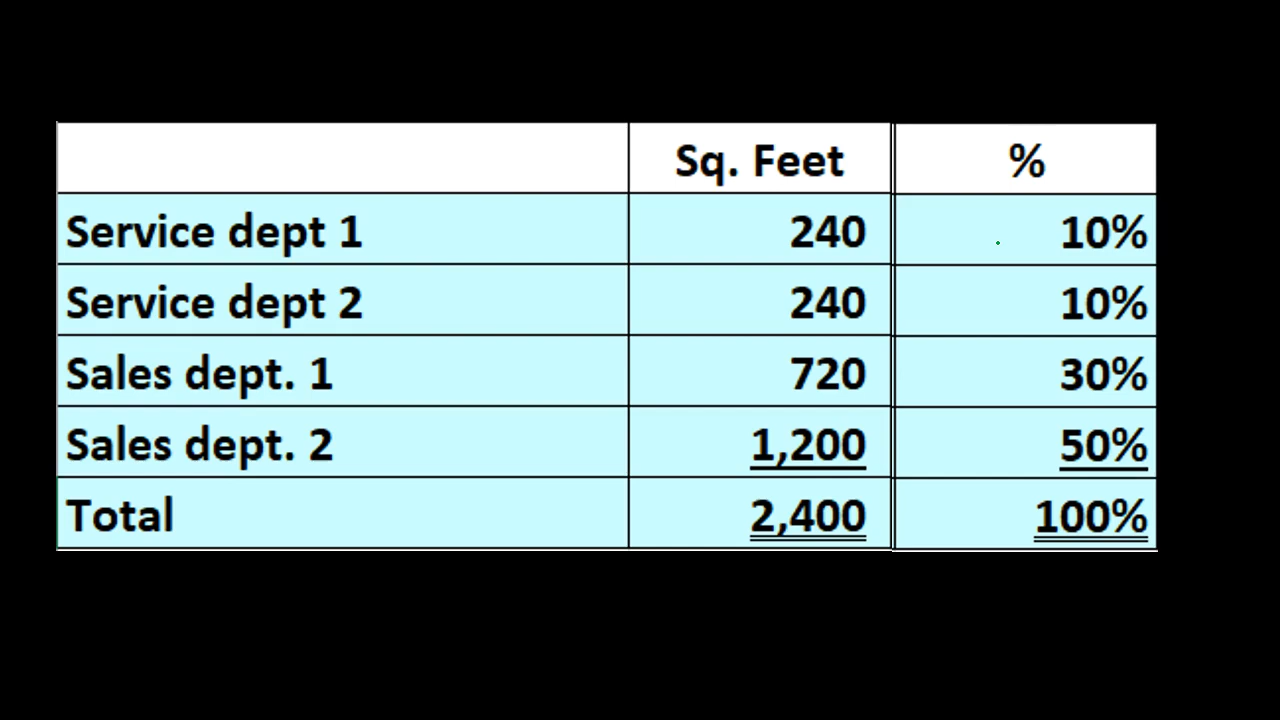 Sq. Feet %
Service dept 1 240 10%
Service dept 2 240 10%
Sales dept. 1 720 30%
Sales dept. 2 1,200 50%
Total 2,400 100%